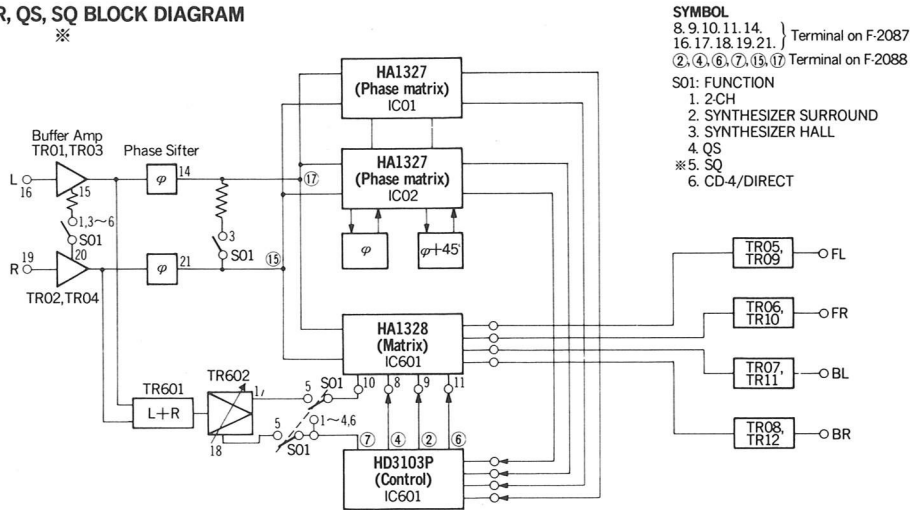 R, QS, SQ BLOCK DIAGRAM
※
SYMBOL
8. 9. 10. 11. 14.
16. 17. 18. 19. 21. } Terminal on F-2087
②, ④, ⑥, ⑦, ⑮, ⑰ Terminal on F-2088
S01: FUNCTION
1. 2-CH
2. SYNTHESIZER SURROUND
3. SYNTHESIZER HALL
4. QS
※5. SQ
6. CD-4/DIRECT
HA1327
(Phase matrix)
IC01
Buffer Amp
TR01, TR03
Phase Sifter
L
16
15
φ
14
⑰
HA1327
(Phase matrix)
IC02
1,3~6
S01
3
S01
φ
φ+45°
19
R
20
φ
21
⑮
TR02, TR04
TR05,
TR09
FL
TR06,
TR10
FR
HA1328
(Matrix)
IC601
TR07,
TR11
BL
TR08,
TR12
BR
TR601
L+R
TR602
17
18
5
S01
10
8
9
11
5
S01
1~4,6
⑦
④
②
⑥
HD3103P
(Control)
IC601